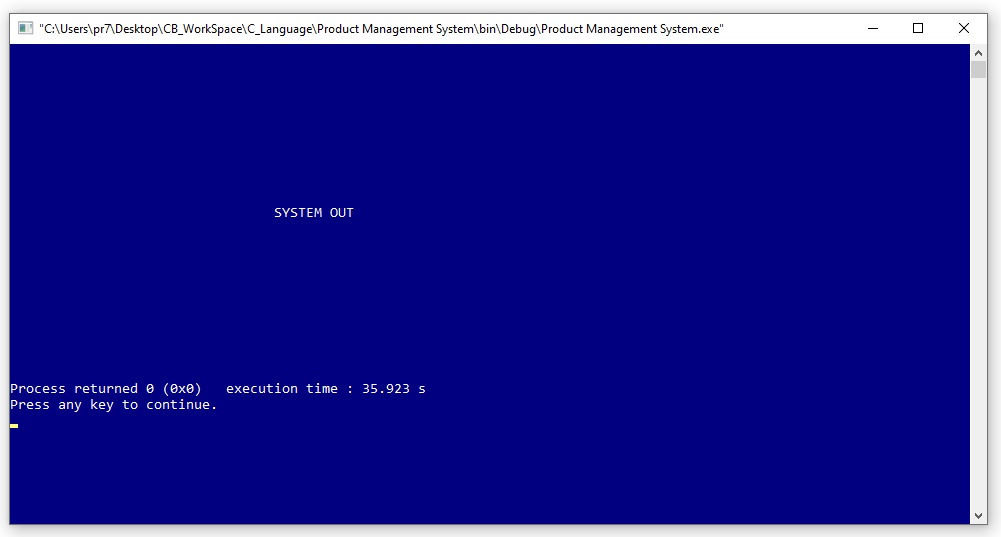 "C:\Users\pr7\Desktop\CB_WorkSpace\C_Language\Product Management System\bin\Debug\Product Management System.exe"
SYSTEM OUT
Process returned 0 (0x0)   execution time : 35.923 s
Press any key to continue.